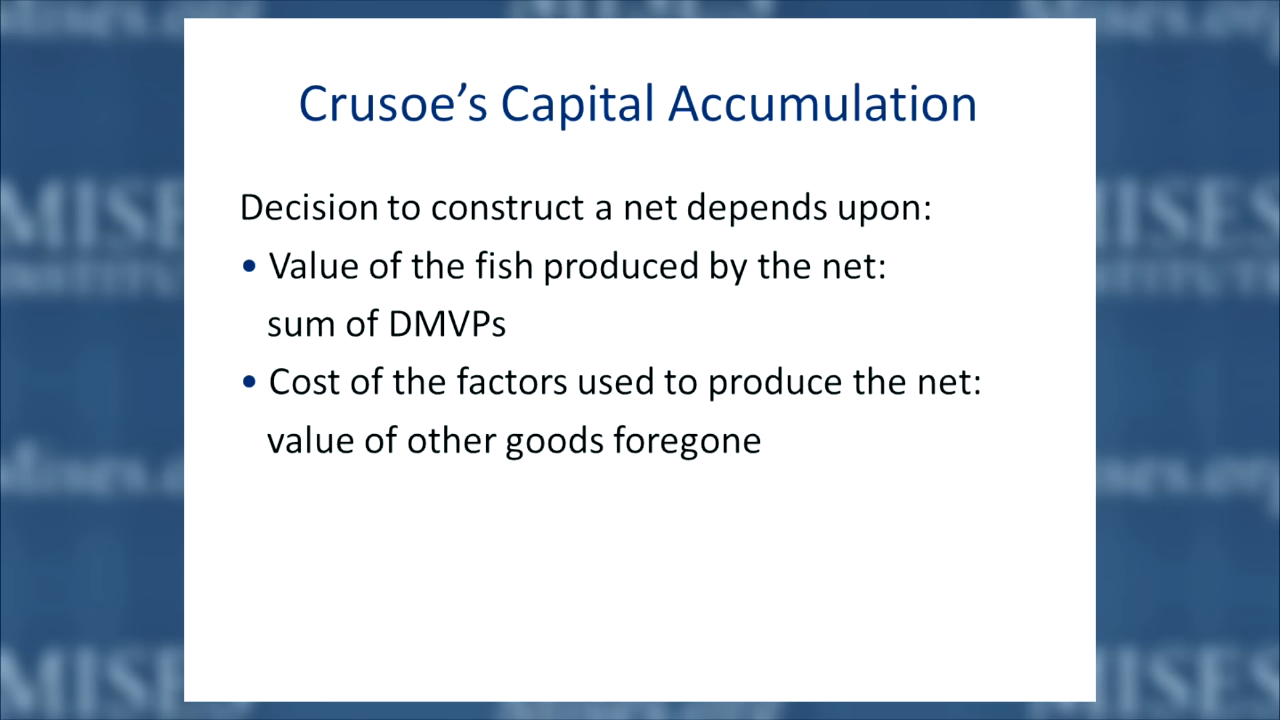 Crusoe’s Capital Accumulation
Decision to construct a net depends upon:
• Value of the fish produced by the net:
sum of DMVPs
• Cost of the factors used to produce the net:
value of other goods foregone